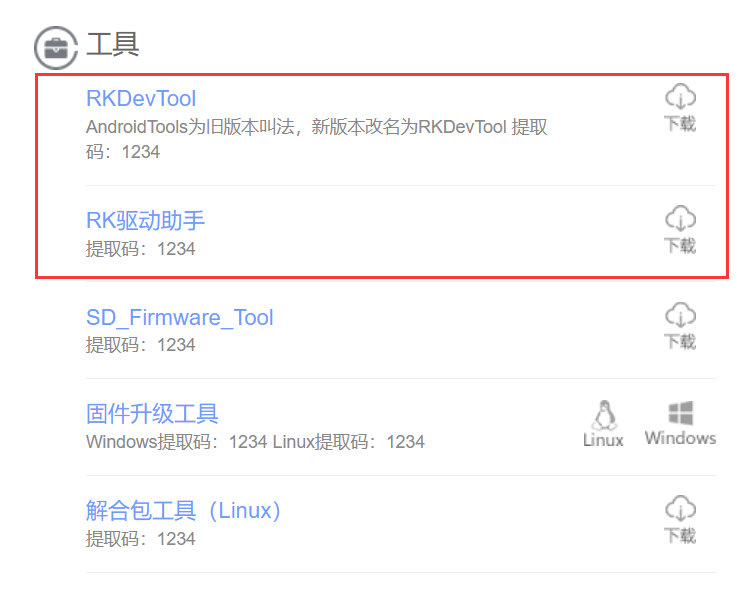 工具
RKDevTool
AndroidTools为旧版本叫法，新版本改名为RKDevTool 提取
码：1234
下载
RK驱动助手
提取码：1234
下载
SD_Firmware_Tool
提取码：1234
下载
固件升级工具
Windows提取码：1234 Linux提取码：1234
Linux
Windows
解合包工具（Linux）
提取码：1234
下载